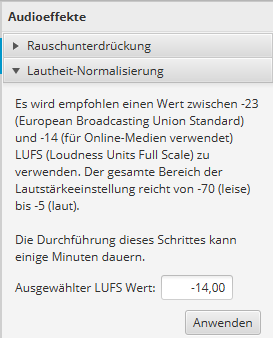 Audioeffekte
Rauschunterdrückung
Lautheit-Normalisierung
Es wird empfohlen einen Wert zwischen -23
(European Broadcasting Union Standard)
und -14 (für Online-Medien verwendet)
LUFS (Loudness Units Full Scale) zu
verwenden. Der gesamte Bereich der
Lautstärkeeinstellung reicht von -70 (leise)
bis -5 (laut).
Die Durchführung dieses Schrittes kann
einige Minuten dauern.
Ausgewählter LUFS Wert: -14,00
Anwenden